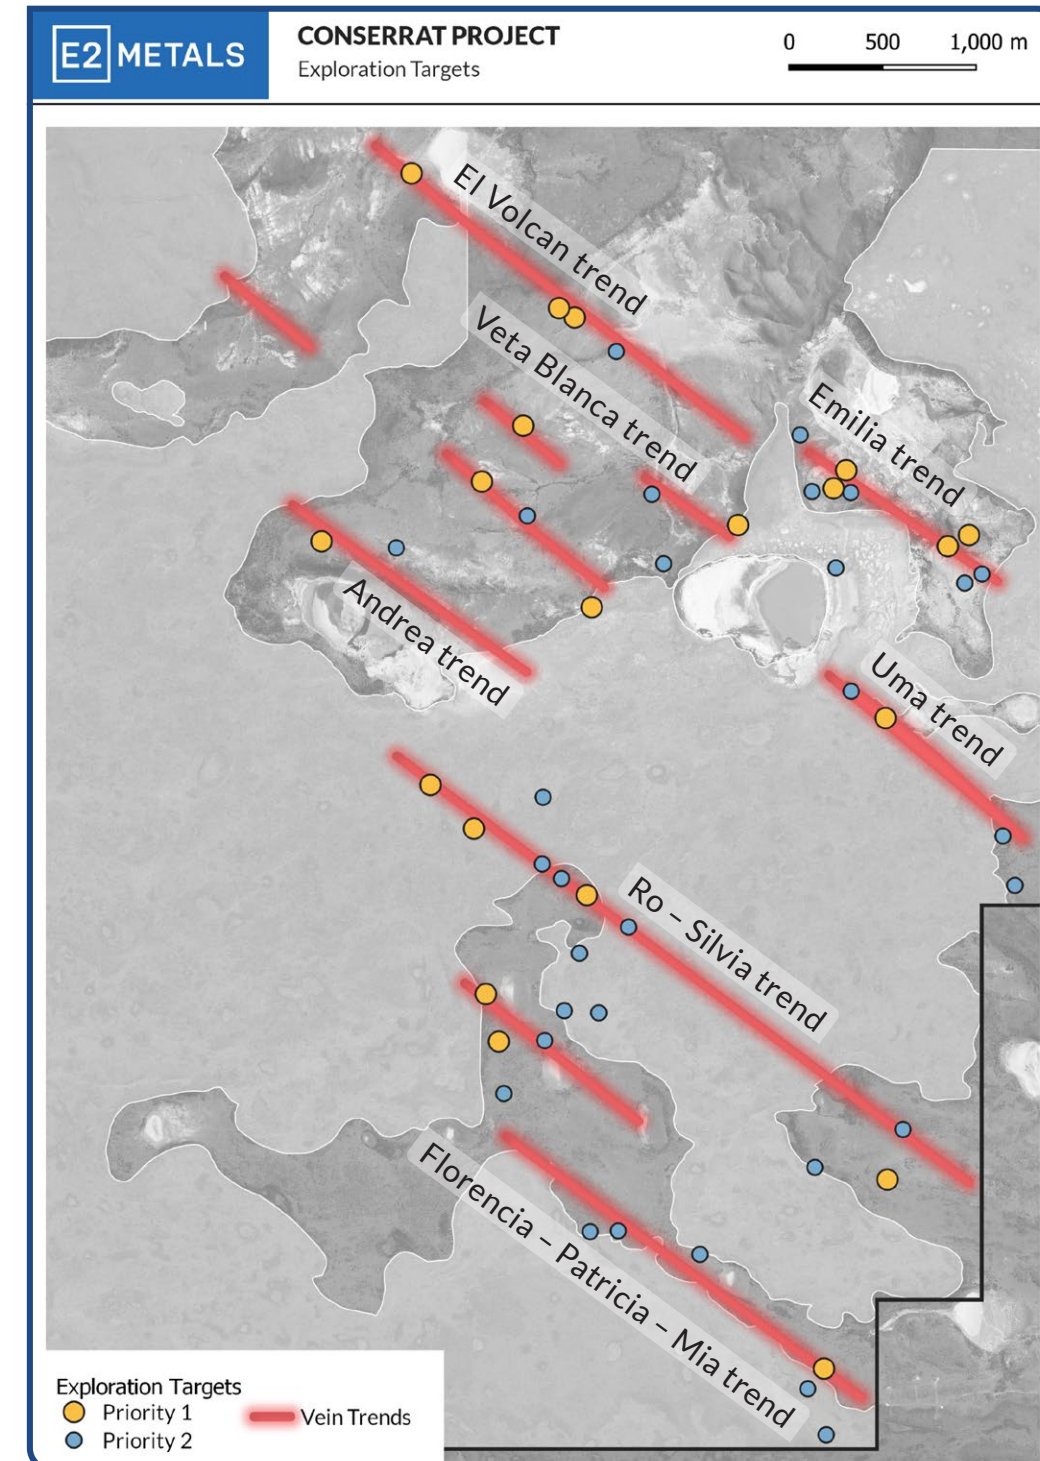 E2 METALS
CONSERRAT PROJECT
Exploration Targets
0 500 1,000 m
El Volcan trend
Veta Blanca trend
Emilia trend
Andrea trend
Uma trend
Ro – Silvia trend
Florencia – Patricia – Mia trend
Exploration Targets
Priority 1
Vein Trends
Priority 2